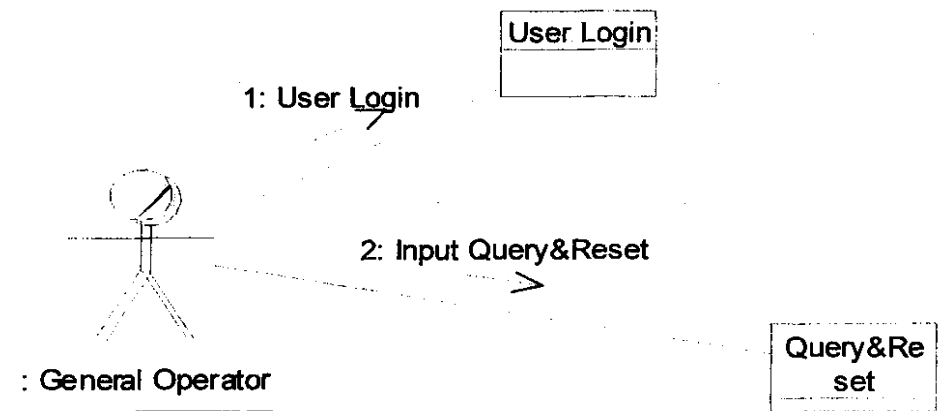 User Login
1: User Login
2: Input Query&Reset
Query&Re
set
: General Operator